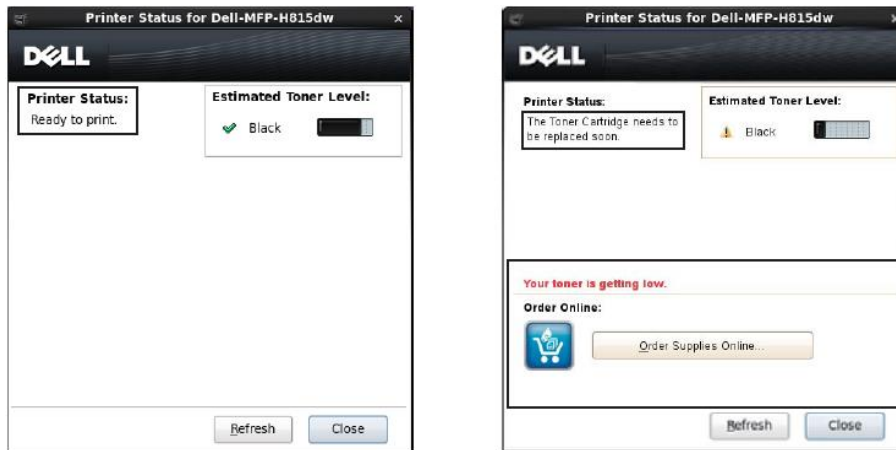 Printer Status for Dell-MFP-H815dw
DELL
Printer Status:
Ready to print.
Estimated Toner Level:
Black
Refresh
Close
Printer Status for Dell-MFP-H815dw
DELL
Printer Status:
The Toner Cartridge needs to
be replaced soon.
Estimated Toner Level:
Black
Your toner is getting low.
Order Online:
Order Supplies Online...
Refresh
Close